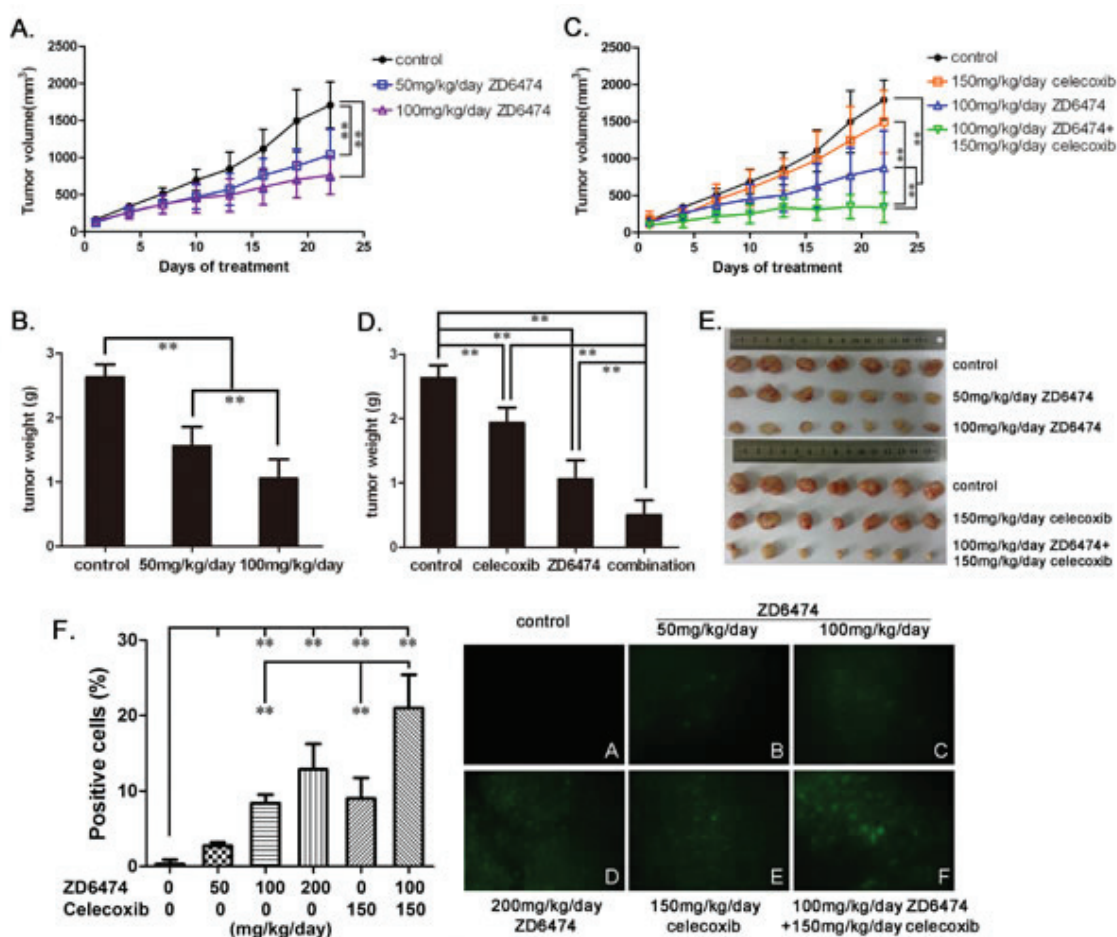 A.
2500
2000
1500
1000
500
0
0 5 10 15 20 25
Tumor volume(mm³)
Days of treatment
control
50mg/kg/day ZD6474
100mg/kg/day ZD6474
**
**
C.
2500
2000
1500
1000
500
0
0 5 10 15 20 25
Tumor volume(mm³)
Days of treatment
control
150mg/kg/day celecoxib
100mg/kg/day ZD6474
100mg/kg/day ZD6474+
150mg/kg/day celecoxib
**
**
**
B.
3
2
1
0
tumor weight (g)
**
**
control 50mg/kg/day 100mg/kg/day
D.
3
2
1
0
tumor weight (g)
**
**
** **
**
control celecoxib ZD6474 combination
E.
control
50mg/kg/day ZD6474
100mg/kg/day ZD6474
control
150mg/kg/day celecoxib
100mg/kg/day ZD6474+
150mg/kg/day celecoxib
F.
30
20
10
0
Positive cells (%)
** ** ** **
** **
ZD6474 0 50 100 200 0 100
Celecoxib 0 0 0 0 150 150
(mg/kg/day)
ZD6474
control 50mg/kg/day 100mg/kg/day
A B C
D E F
200mg/kg/day 150mg/kg/day 100mg/kg/day ZD6474
ZD6474 celecoxib +150mg/kg/day celecoxib